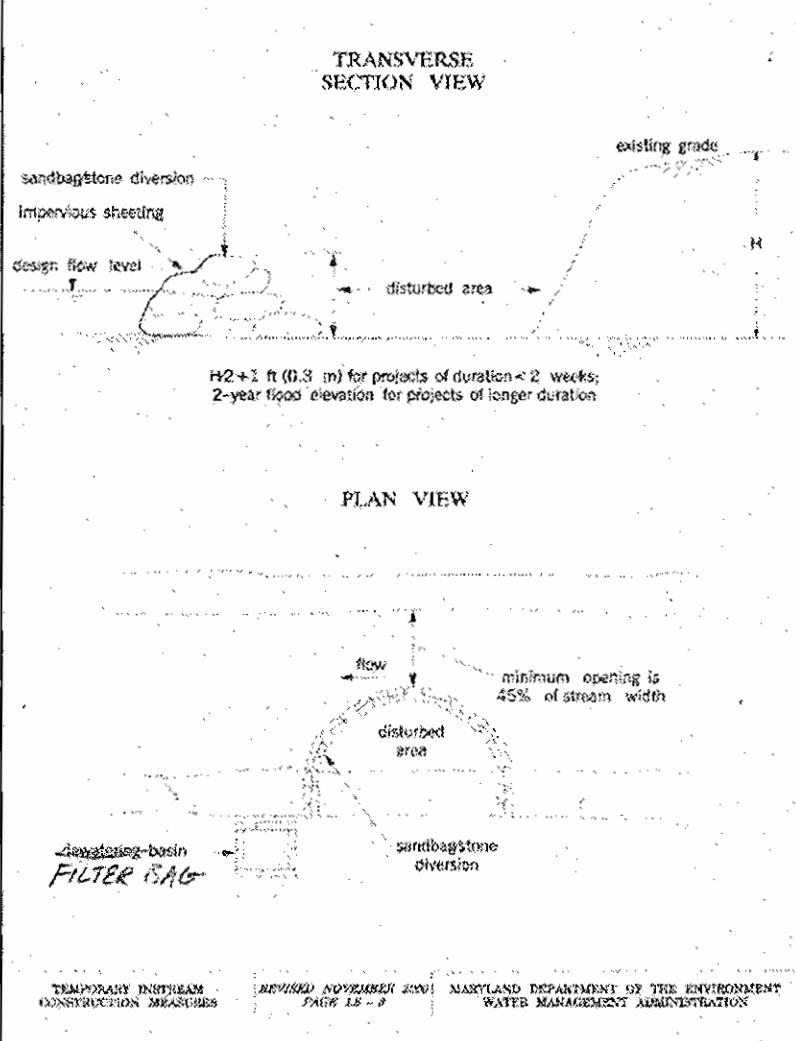 TRANSVERSE
SECTION VIEW
existing grade
sandbag/stone diversion
impervious sheeting
design flow level
H
disturbed area
H2+1 ft (0.3 m) for projects of duration < 2 weeks;
2-year flood elevation for projects of longer duration
PLAN VIEW
flow
minimum opening is
45% of stream width
disturbed
area
sandbag/stone
diversion
dewatering basin
FILTER BAG
TEMPORARY INSTREAM
CONSTRUCTION MEASURES
REVISED NOVEMBER
PAGE
MARYLAND DEPARTMENT OF THE ENVIRONMENT
WATER MANAGEMENT ADMINISTRATION